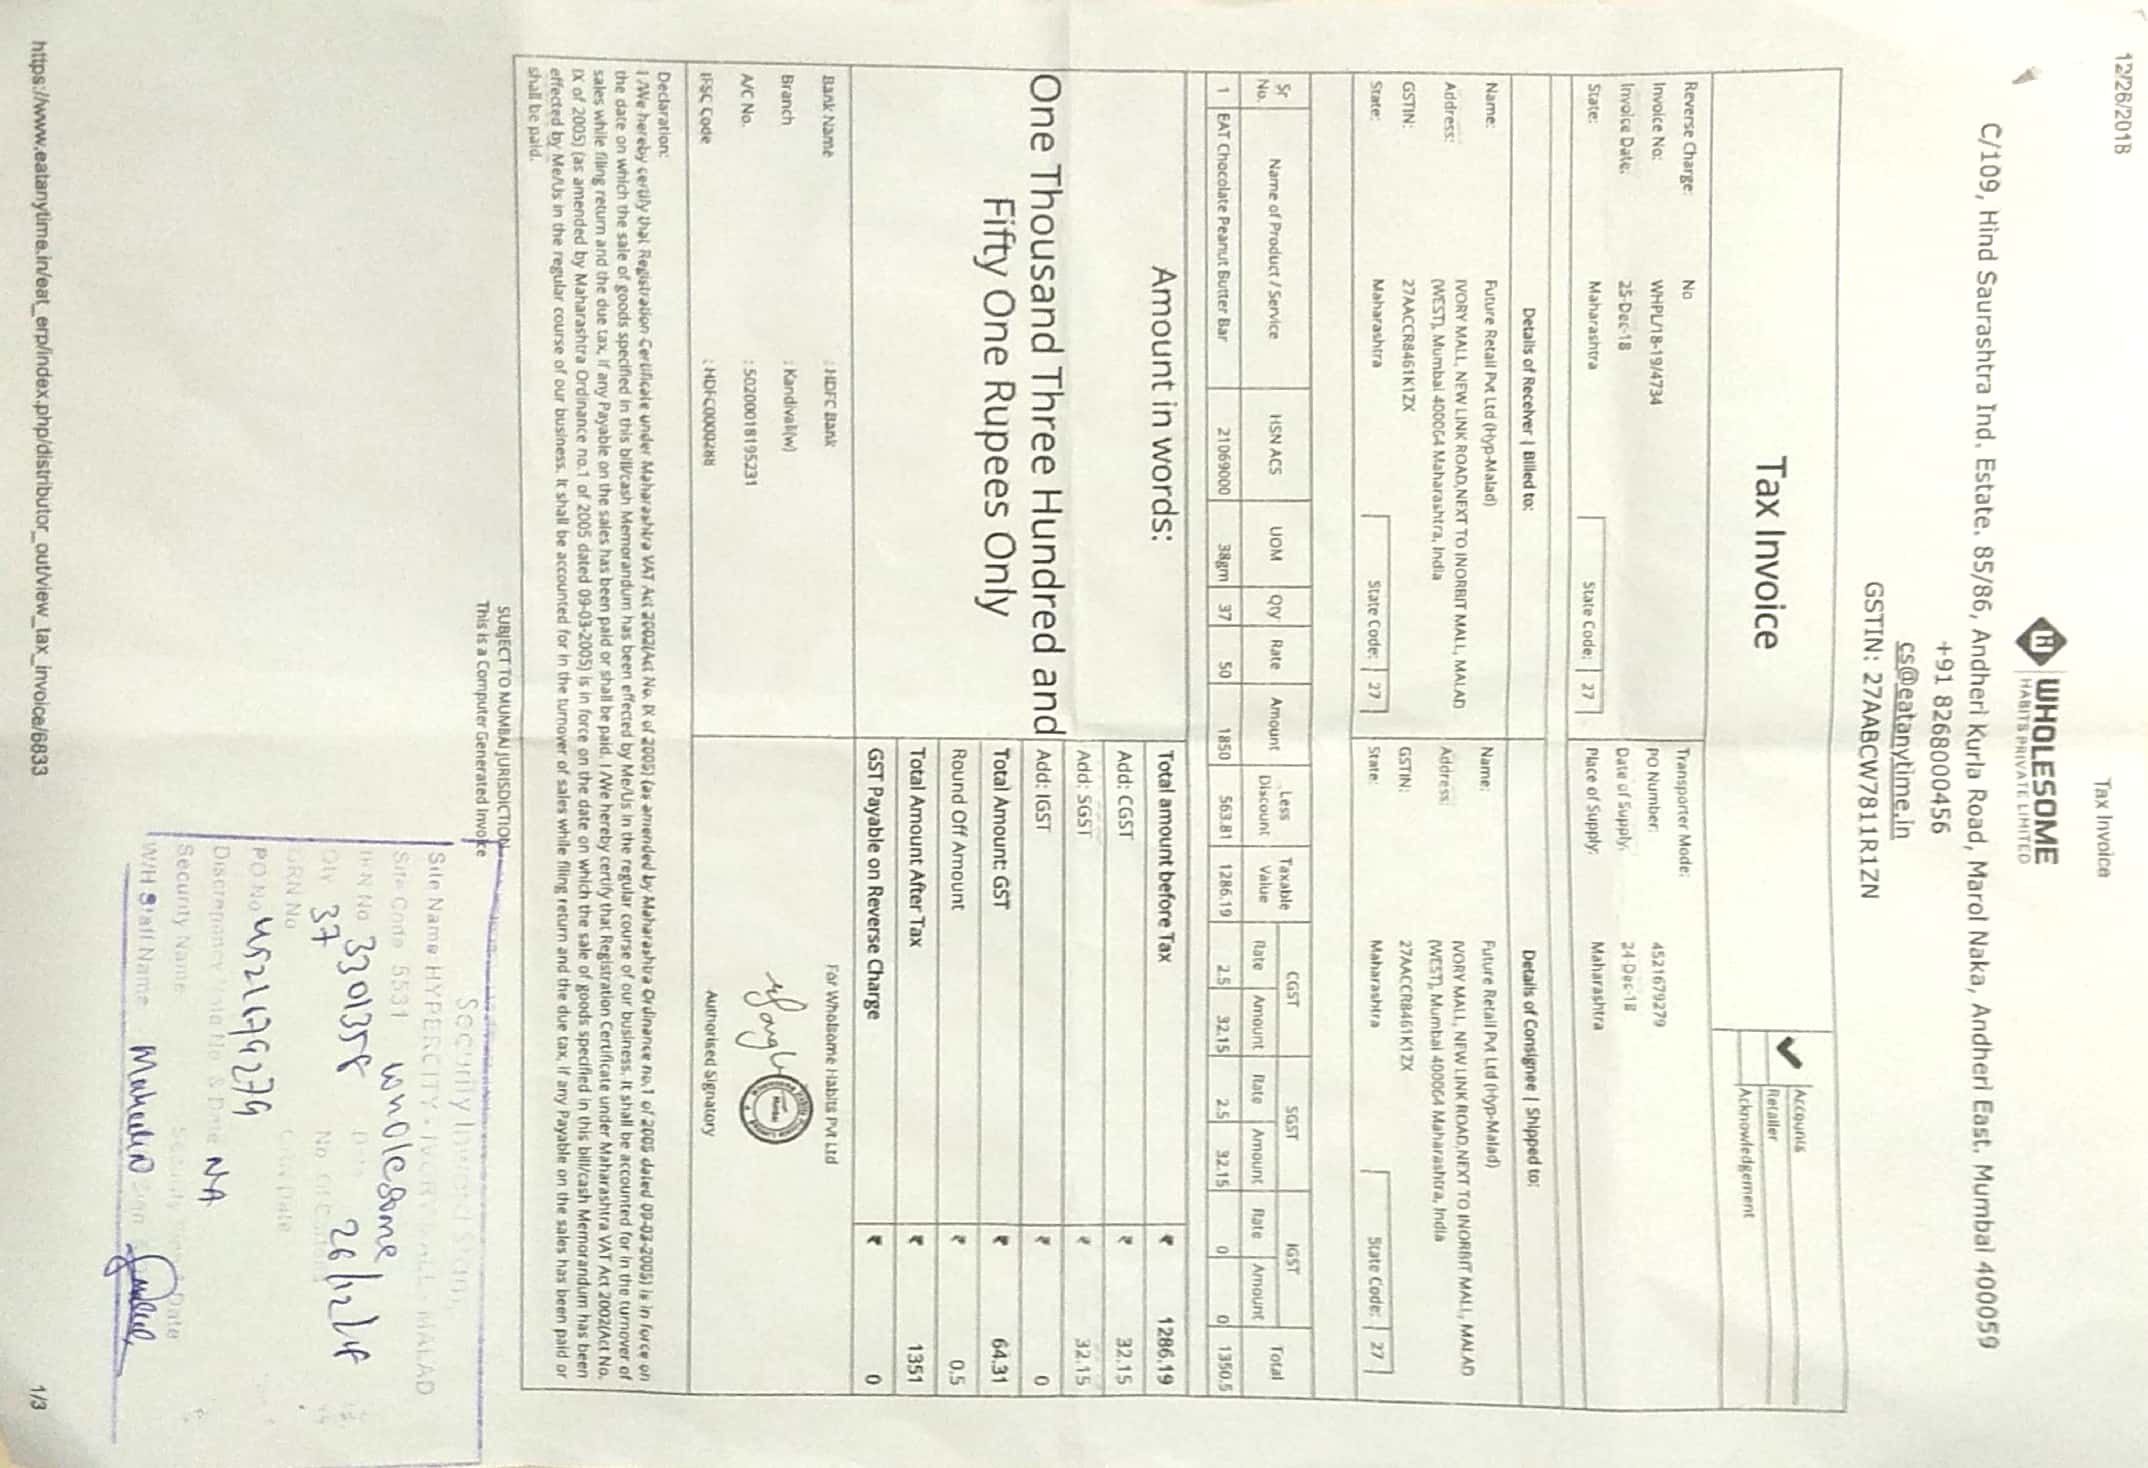 12/26/2018 Tax Invoice
WHOLESOME
HABITS PRIVATE LIMITED
C/109, Hind Saurashtra Ind. Estate. 85/86, Andheri Kurla Road, Marol Naka, Andheri East. Mumbai 400059
+91 8268000456
cs@eatanytime.in
GSTIN: 27AABCW7811R1ZN
Tax Invoice
✔ Accounts
Retailer
Acknowledgement
Reverse Charge: No Transporter Mode:
Invoice No: WHPL/18-19/4734 PO Number: 4521679279
Invoice Date: 25-Dec-18 Date of Supply: 24-Dec-18
State: Maharashtra State Code: 27 Place of Supply: Maharashtra
Details of Receiver | Billed to: Details of Consignee | Shipped to:
Name: Future Retail Pvt Ltd (Hyp-Malad) Name: Future Retail Pvt Ltd (Hyp-Malad)
Address: IVORY MALL, NEW LINK ROAD,NEXT TO INORBIT MALL, MALAD Address: IVORY MALL, NEW LINK ROAD,NEXT TO INORBIT MALL, MALAD
(WEST), Mumbai 400064 Maharashtra, India (WEST), Mumbai 400064 Maharashtra, India
GSTIN: 27AACCR8461K1ZX GSTIN: 27AACCR8461K1ZX
State: Maharashtra State Code: 27 State: Maharashtra State Code: 27
Sr No. Name of Product / Service HSN ACS UOM Qty Rate Amount Less Discount Taxable Value CGST SGST IGST Total
Rate Amount Rate Amount Rate Amount
1 EAT Chocolate Peanut Butter Bar 21069000 38gm 37 50 1850 563.81 1286.19 2.5 32.15 2.5 32.15 0 0 1350.5
Amount in words:
One Thousand Three Hundred and
Fifty One Rupees Only
Total amount before Tax ₹ 1286.19
Add: CGST ₹ 32.15
Add: SGST ₹ 32.15
Add: IGST ₹ 0
Total Amount: GST ₹ 64.31
Round Off Amount ₹ 0.5
Total Amount After Tax ₹ 1351
GST Payable on Reverse Charge ₹ 0
Bank Name : HDFC Bank
Branch : Kandivali(w)
A/C No. : 50200018195231
IFSC Code : HDFC0000288
For Wholsome Habits Pvt Ltd
Authorised Signatory
Declaration:
I /We hereby certify that Registration Certificate under Maharashtra VAT Act 2002(Act No. IX of 2005) (as amended by Maharashtra Ordinance no.1 of 2005 dated 09-03-2005) is in force on
the date on which the sale of goods specified in this bill/cash Memorandum has been effected by Me/Us in the regular course of our business. It shall be accounted for in the turnover of
sales while filing return and the due tax, if any Payable on the sales has been paid or shall be paid. I /We hereby certify that Registration Certificate under Maharashtra VAT Act 2002(Act No.
IX of 2005) (as amended by Maharashtra Ordinance no.1 of 2005 dated 09-03-2005) is in force on the date on which the sale of goods specified in this bill/cash Memorandum has been
effected by Me/Us in the regular course of our business. It shall be accounted for in the turnover of sales while filing return and the due tax, if any Payable on the sales has been paid or
shall be paid.
SUBJECT TO MUMBAI JURISDICTION
This is a Computer Generated Invoice
Security
Site Name HYPERCITY - MALAD
Site Code 5531 wholesome
No 3301358 26/12/18
Qty 37 No. Of
GRN No Date
PO No 4521679279
Discrepancy Note No & Date NA
Security Name
WH Staff Name Sign
https://www.eatanytime.in/eat_erp/index.php/distributor_out/view_tax_invoice/6833 1/3